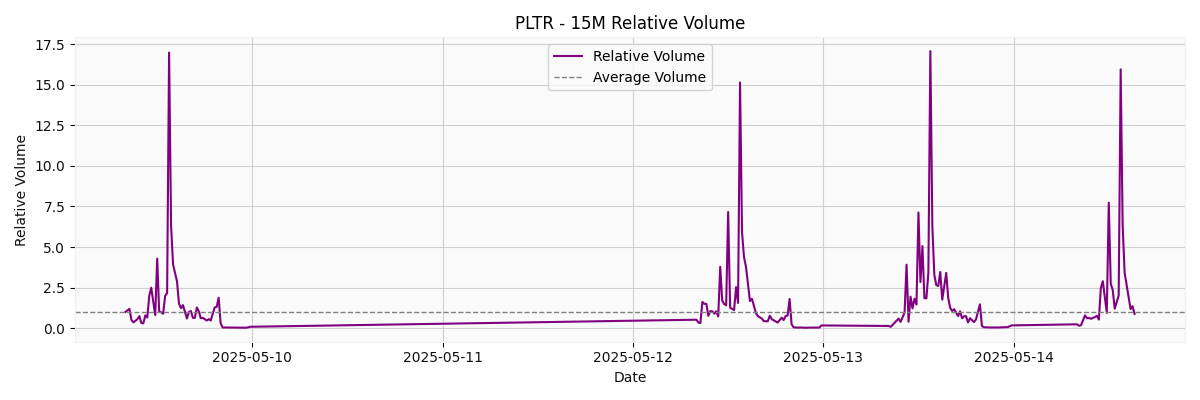 PLTR - 15M Relative Volume
Relative Volume
Average Volume
17.5
15.0
12.5
10.0
7.5
5.0
2.5
0.0
Relative Volume
2025-05-10
2025-05-11
2025-05-12
2025-05-13
2025-05-14
Date